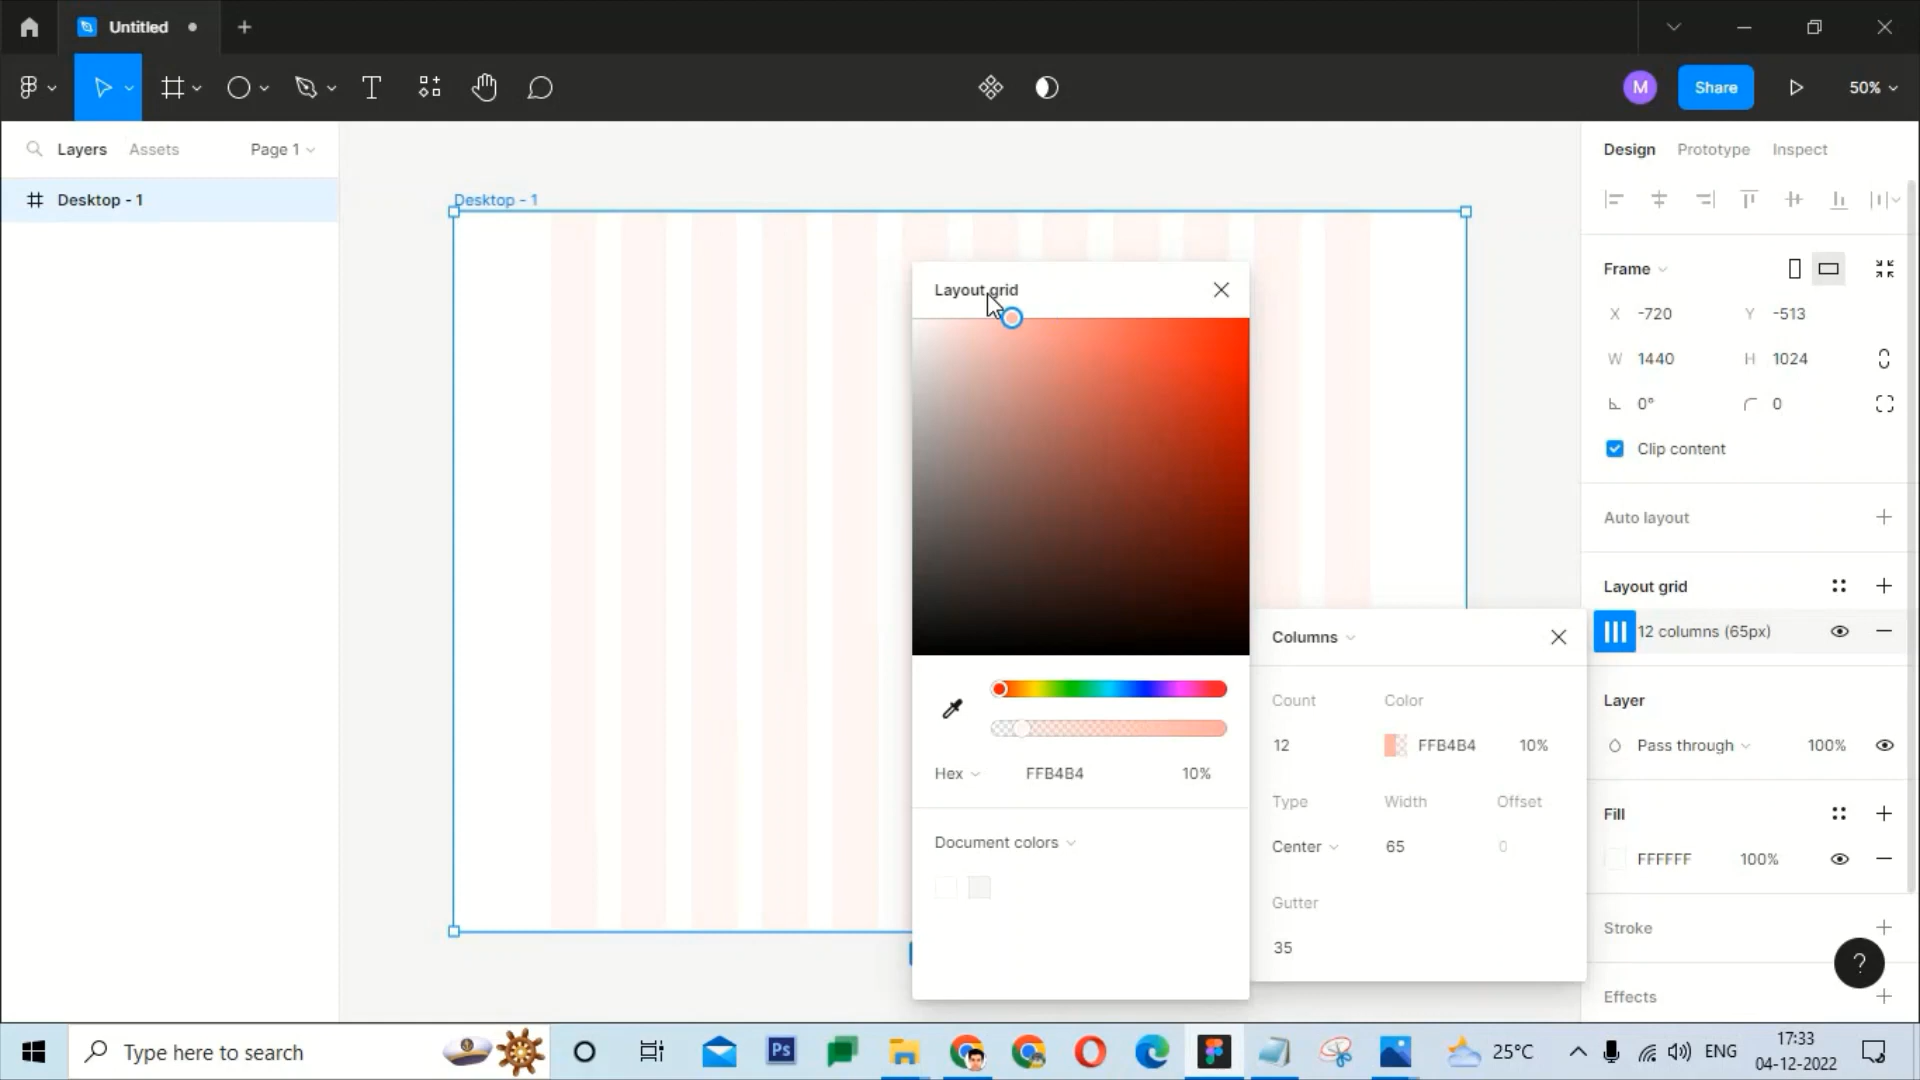 Untitled
M
Share
50%
Layers
Assets
Page 1
Desktop - 1
Desktop - 1
Design
Prototype
Inspect
Frame
X
-720
Y
-513
W
1440
H
1024
0°
0
Clip content
Auto layout
Layout grid
12 columns (65px)
Layer
Pass through
100%
Fill
FFFFFF
100%
Stroke
Effects
?
Layout grid
Hex
FFB4B4
10%
Document colors
Columns
Count
Color
12
FFB4B4
10%
Type
Width
Offset
Center
65
0
Gutter
35
Type here to search
Ps
25°C
ENG
17:33
04-12-2022